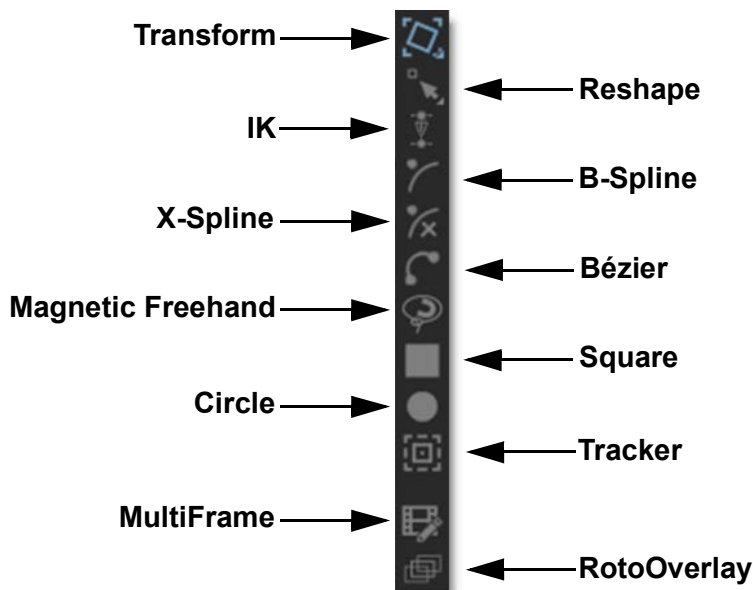 Transform
Reshape
IK
B-Spline
X-Spline
Bézier
Magnetic Freehand
Square
Circle
Tracker
MultiFrame
RotoOverlay